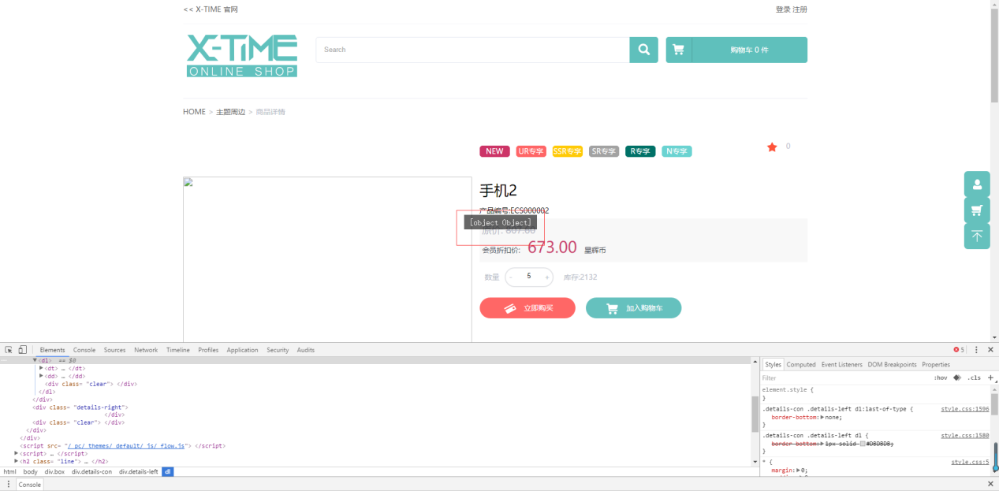 << X-TIME 官网
登录 注册
X-TIME
ONLINE SHOP
Search
购物车 0 件
HOME > 主题周边 > 商品详情
NEW UR专享 SSR专享 SR专享 R专享 N专享
0
手机2
产品编号:ECS000002
[object Object]
原价: 807.60
会员折扣价: 673.00 星辉币
数量 - 5 + 库存:2132
立即购买 加入购物车
Elements Console Sources Network Timeline Profiles Application Security Audits
5
<dl> == $0
<dt> … </dt>
<dd> … </dd>
<div class= "clear"> </div>
</dl>
</div>
<div class= "details-right">
</div>
<div class= "clear"> </div>
</div>
</div>
<script src= "/_pc/_themes/_default/_js/_flow.js"> </script>
<script> … </script>
<h2 class= "line"> … </h2>
html body div.box div.details-con div.details-left dl
Styles Computed Event Listeners DOM Breakpoints Properties
Filter
:hov .cls +
element.style {
}
.details-con .details-left dl:last-of-type { style.css:1596
border-bottom: none;
}
.details-con .details-left dl { style.css:1580
border-bottom: 1px solid #DBDBDB;
}
* { style.css:5
margin: 0;
Console